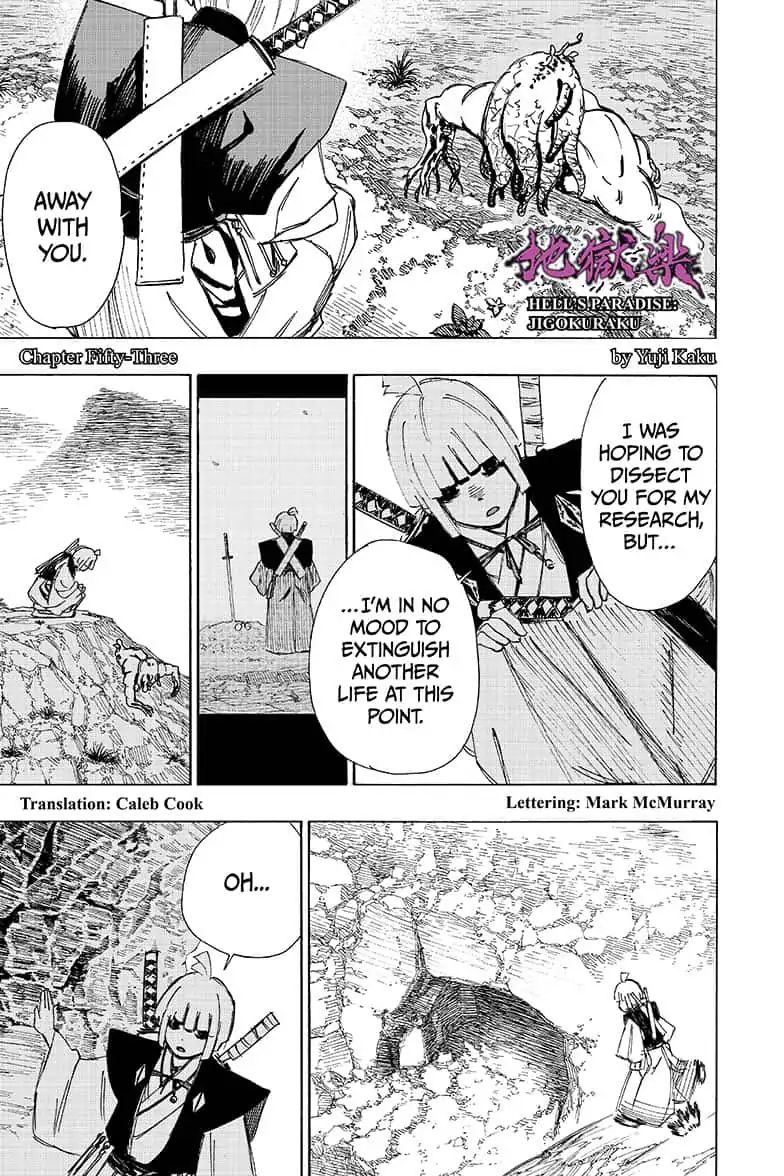 AWAY
WITH
YOU.
地獄楽
HELL'S PARADISE:
JIGOKURAKU
Chapter Fifty-Three
by Yuji Kaku
I WAS
HOPING TO
DISSECT
YOU FOR MY
RESEARCH,
BUT...
...I'M IN NO
MOOD TO
EXTINGUISH
ANOTHER
LIFE AT THIS
POINT.
Translation: Caleb Cook
Lettering: Mark McMurray
OH...